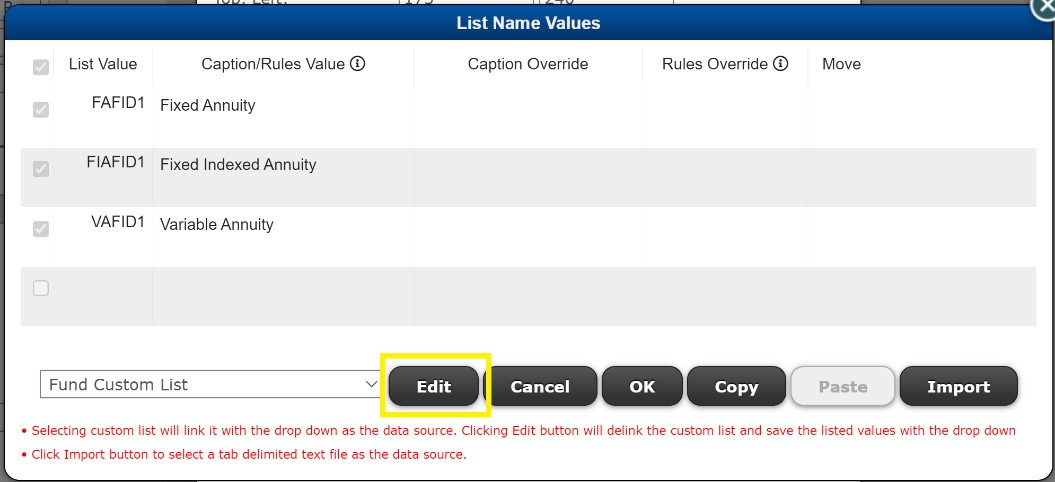 List Name Values
List Value Caption/Rules Value Caption Override Rules Override Move
FAFID1 Fixed Annuity
FIAFID1 Fixed Indexed Annuity
VAFID1 Variable Annuity
Fund Custom List Edit Cancel OK Copy Paste Import
• Selecting custom list will link it with the drop down as the data source. Clicking Edit button will delink the custom list and save the listed values with the drop down
• Click Import button to select a tab delimited text file as the data source.